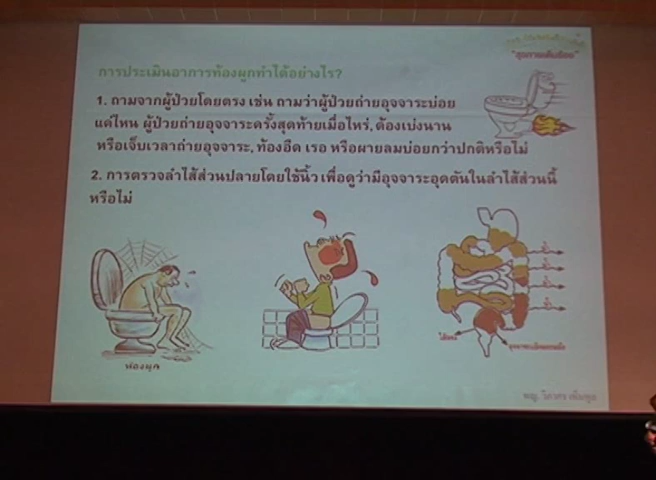 การประเมินอาการท้องผูกทำได้อย่างไร?
1. ถามจากผู้ป่วยโดยตรง เช่น ถามว่าผู้ป่วยถ่ายอุจจาระบ่อย
แค่ไหน ผู้ป่วยถ่ายอุจจาระครั้งสุดท้ายเมื่อไหร่, ต้องเบ่งนาน
หรือเจ็บเวลาถ่ายอุจจาระ, ท้องอืด เรอ หรือผายลมบ่อยกว่าปกติหรือไม่
2. การตรวจลำไส้ส่วนปลายโดยใช้นิ้ว เพื่อดูว่ามีอุจจาระอุดตันในลำไส้ส่วนนี้
หรือไม่
ท้องผูก
พญ.